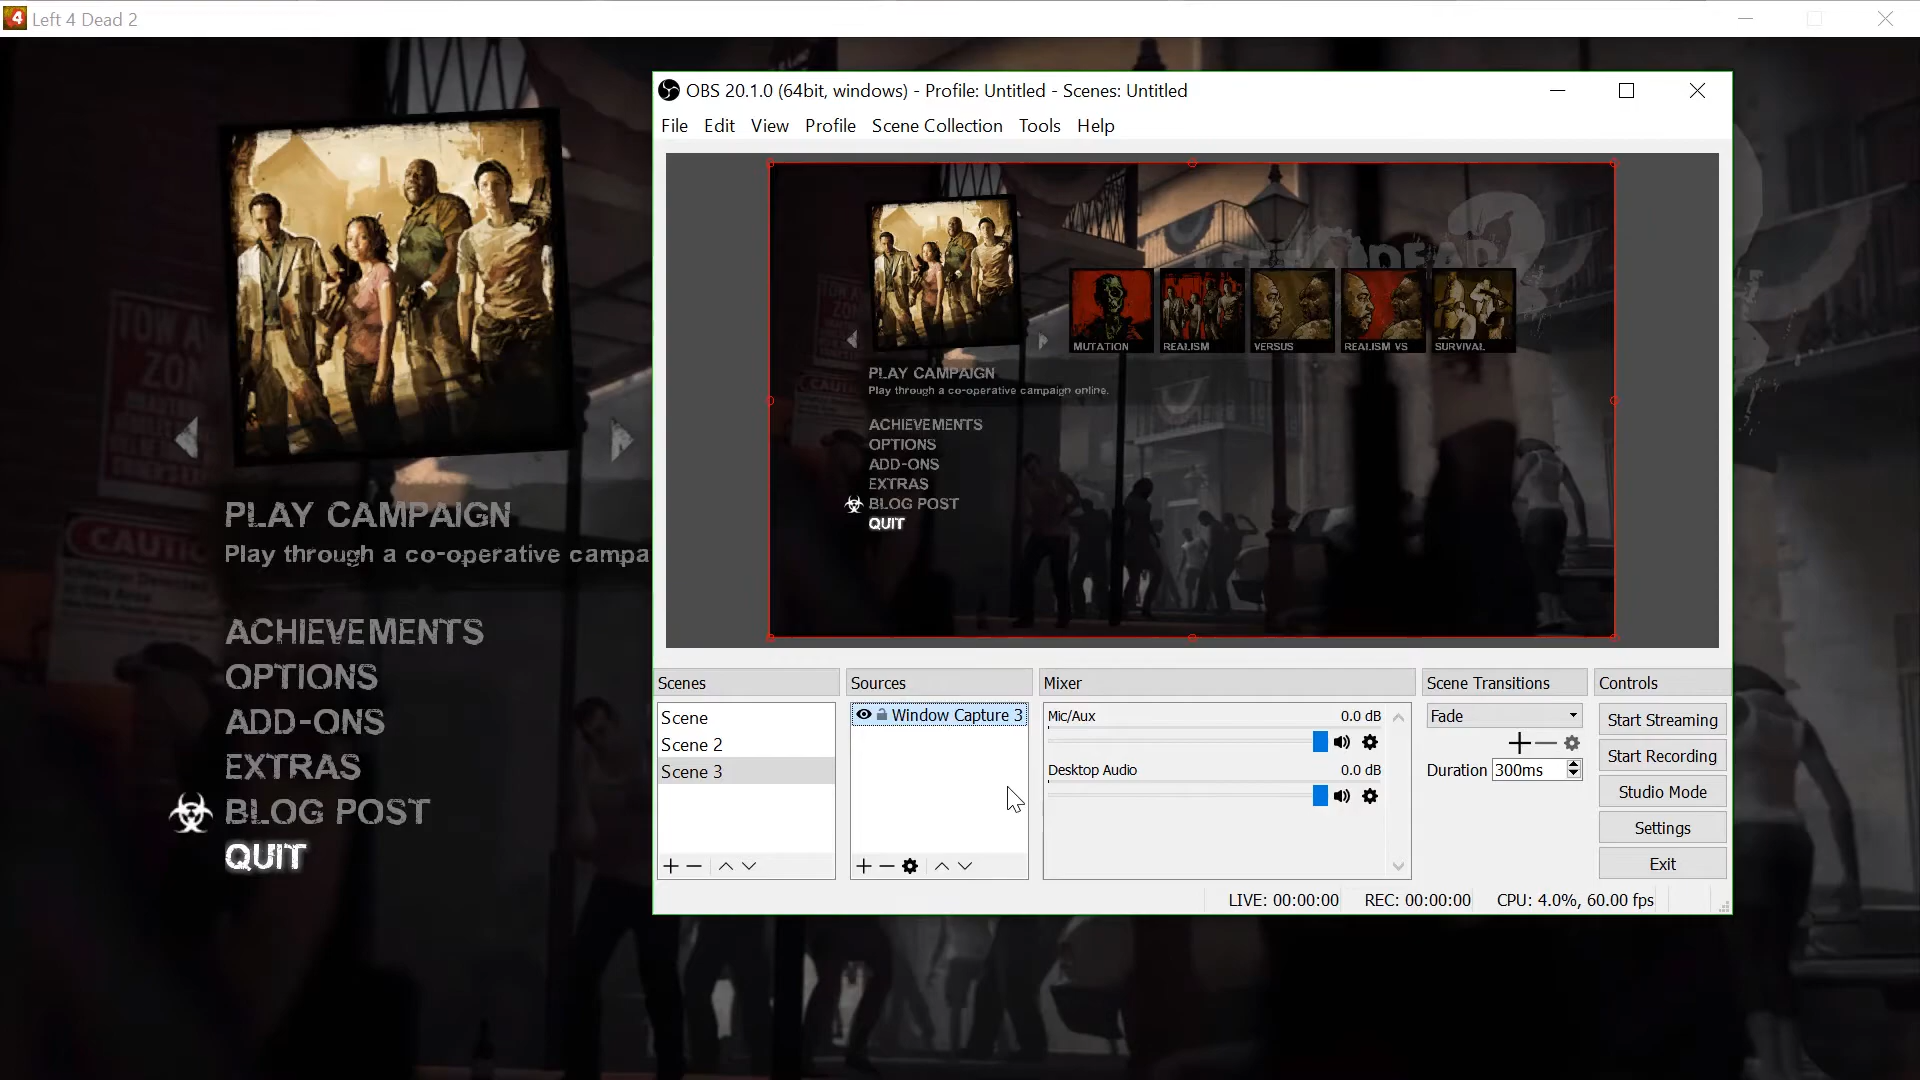 Left 4 Dead 2
PLAY CAMPAIGN
Play through a co-operative campa
ACHIEVEMENTS
OPTIONS
ADD-ONS
EXTRAS
BLOG POST
QUIT
OBS 20.1.0 (64bit, windows) - Profile: Untitled - Scenes: Untitled
File Edit View Profile Scene Collection Tools Help
MUTATION REALISM VERSUS REALISM VS SURVIVAL
PLAY CAMPAIGN
Play through a co-operative campaign online.
ACHIEVEMENTS
OPTIONS
ADD-ONS
EXTRAS
BLOG POST
QUIT
Scenes
Scene
Scene 2
Scene 3
Sources
Window Capture 3
Mixer
Mic/Aux 0.0 dB
Desktop Audio 0.0 dB
Scene Transitions
Fade
Duration 300ms
Controls
Start Streaming
Start Recording
Studio Mode
Settings
Exit
LIVE: 00:00:00 REC: 00:00:00 CPU: 4.0%, 60.00 fps